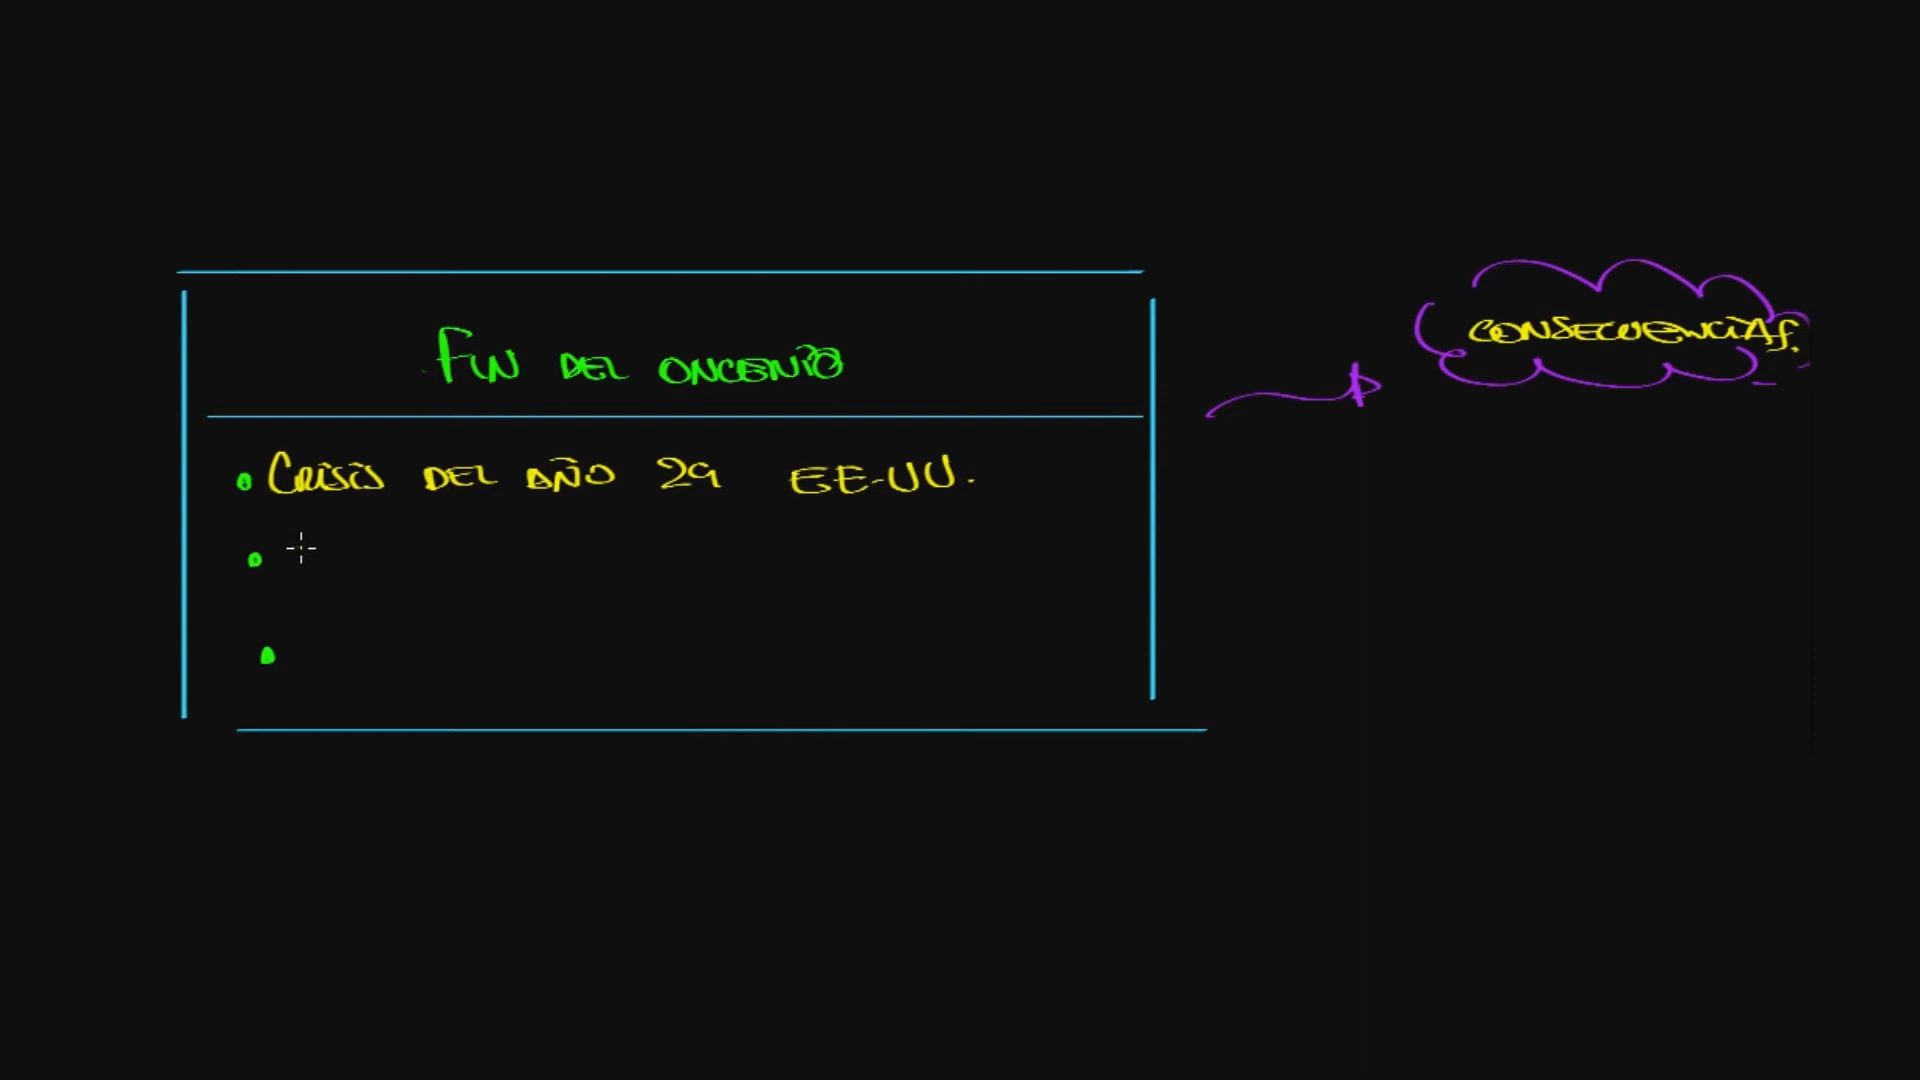 Fin del oncenio
Consecuencias.
• Crisis del año 29 EE-UU.
•
•